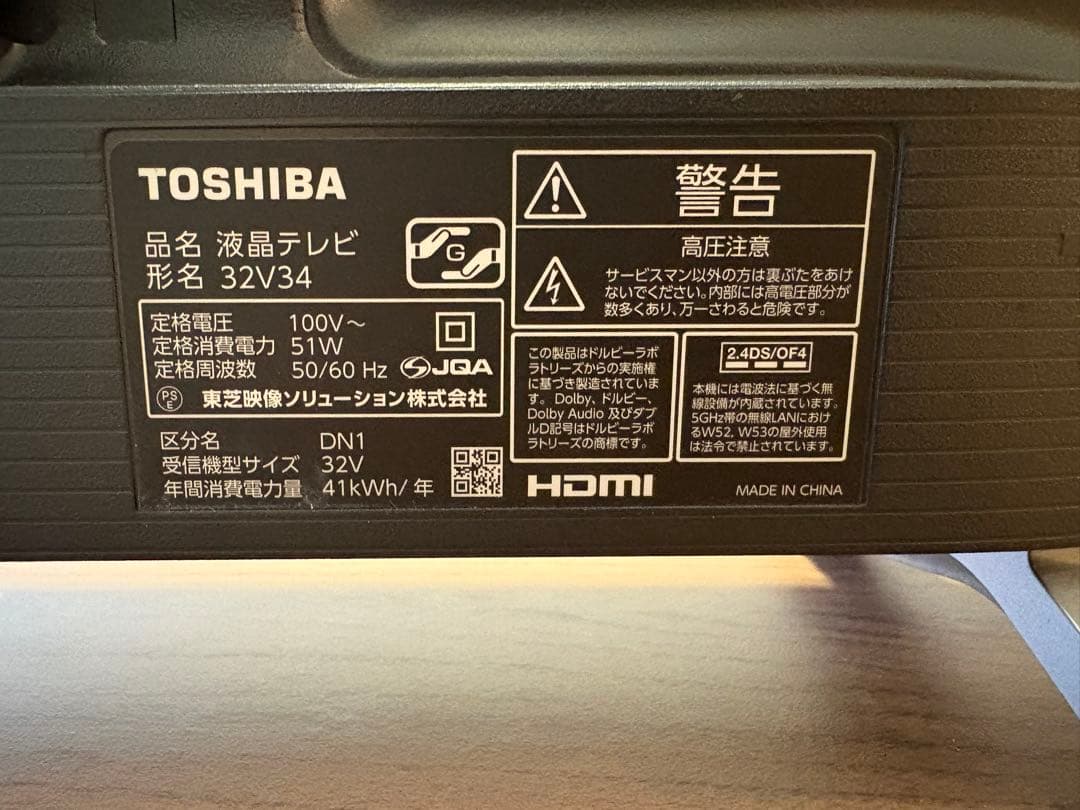 TOSHIBA
品名 液晶テレビ
形名 32V34
G
定格電圧 100V～
定格消費電力 51W
定格周波数 50/60 Hz
JQA
PS
E
東芝映像ソリューション株式会社
区分名 DN1
受信機型サイズ 32V
年間消費電力量 41kWh/年
警告
高圧注意
サービスマン以外の方は裏ぶたをあけ
ないでください。内部には高電圧部分が
数多くあり、万一さわると危険です。
この製品はドルビーラボ
ラトリーズからの実施権
に基づき製造されていま
す。Dolby、ドルビー、
Dolby Audio 及びダブ
ルD記号はドルビーラボ
ラトリーズの商標です。
2.4DS/OF4
本機には電波法に基づく無
線設備が内蔵されています。
5GHz帯の無線LANにおけ
るW52, W53の屋外使用
は法令で禁止されています。
HDMI
MADE IN CHINA